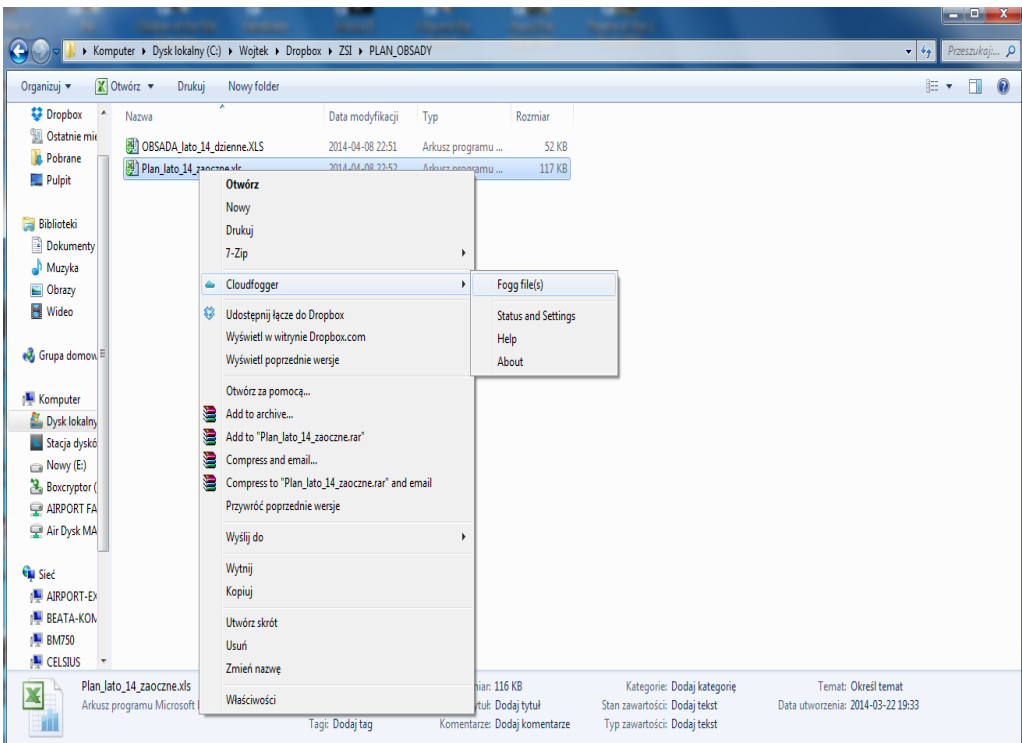 Komputer ▸ Dysk lokalny (C:) ▸ Wojtek ▸ Dropbox ▸ ZSI ▸ PLAN_OBSADY
Przeszukaj:...
Organizuj Otwórz Drukuj Nowy folder
Dropbox
Ostatnie mie
Pobrane
Pulpit
Biblioteki
Dokumenty
Muzyka
Obrazy
Wideo
Grupa domow
Komputer
Dysk lokalny
Stacja dyskó
Nowy (E:)
Boxcryptor (
AIRPORT FA
Air Dysk MA
Sieć
AIRPORT-EX
BEATA-KOM
BM750
CELSIUS
Nazwa Data modyfikacji Typ Rozmiar
OBSADA_lato_14_dzienne.XLS 2014-04-08 22:51 Arkusz programu ... 52 KB
Plan_lato_14_zaoczne.xls 2014-04-08 22:52 Arkusz programu ... 117 KB
Otwórz
Nowy
Drukuj
7-Zip
Cloudfogger
Udostępnij łącze do Dropbox
Wyświetl w witrynie Dropbox.com
Wyświetl poprzednie wersje
Otwórz za pomocą...
Add to archive...
Add to "Plan_lato_14_zaoczne.rar"
Compress and email...
Compress to "Plan_lato_14_zaoczne.rar" and email
Przywróć poprzednie wersje
Wyślij do
Wytnij
Kopiuj
Utwórz skrót
Usuń
Zmień nazwę
Właściwości
Fogg file(s)
Status and Settings
Help
About
Plan_lato_14_zaoczne.xls
Arkusz programu Microsoft
Tagi: Dodaj tag
miar: 116 KB
ytuł: Dodaj tytuł
Komentarze: Dodaj komentarze
Kategorie: Dodaj kategorię
Stan zawartości: Dodaj tekst
Typ zawartości: Dodaj tekst
Temat: Określ temat
Data utworzenia: 2014-03-22 19:33